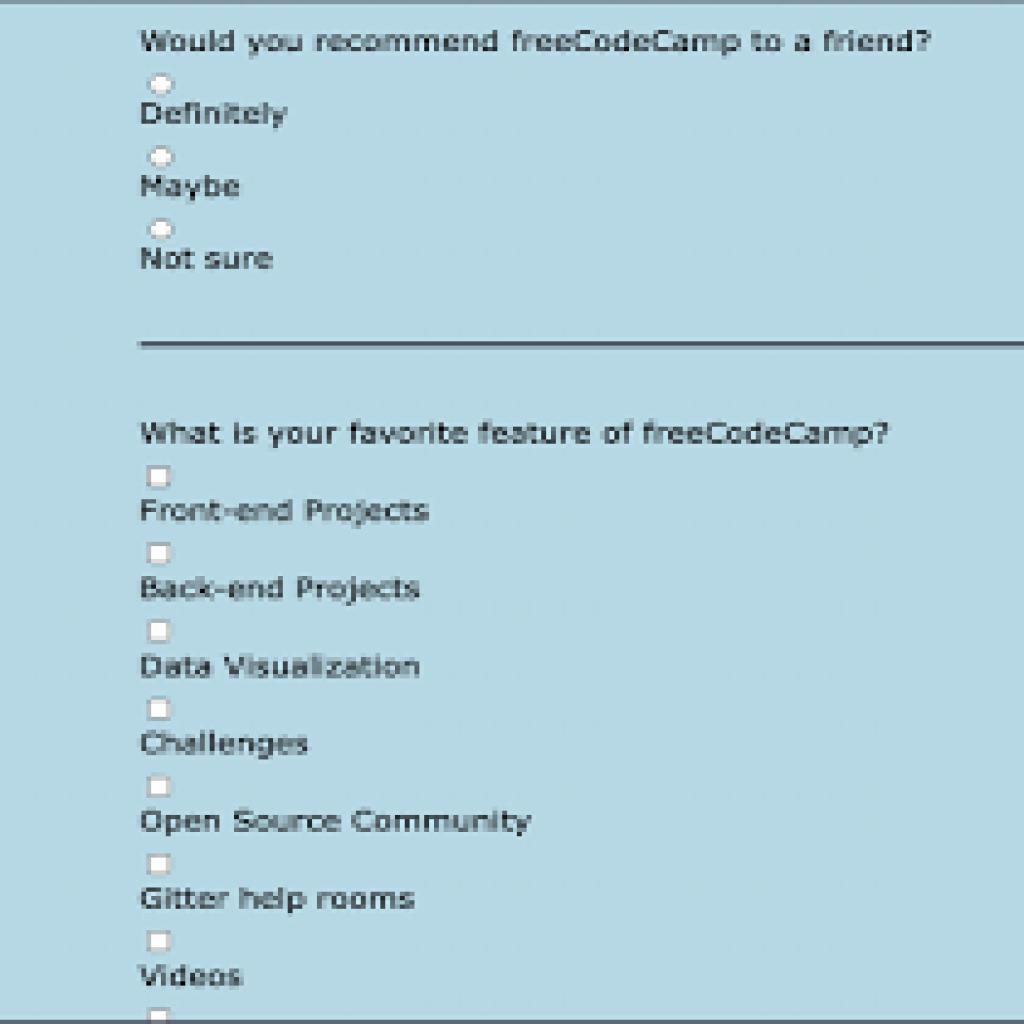 Would you recommend freeCodeCamp to a friend?
Definitely
Maybe
Not sure
What is your favorite feature of freeCodeCamp?
Front-end Projects
Back-end Projects
Data Visualization
Challenges
Open Source Community
Gitter help rooms
Videos